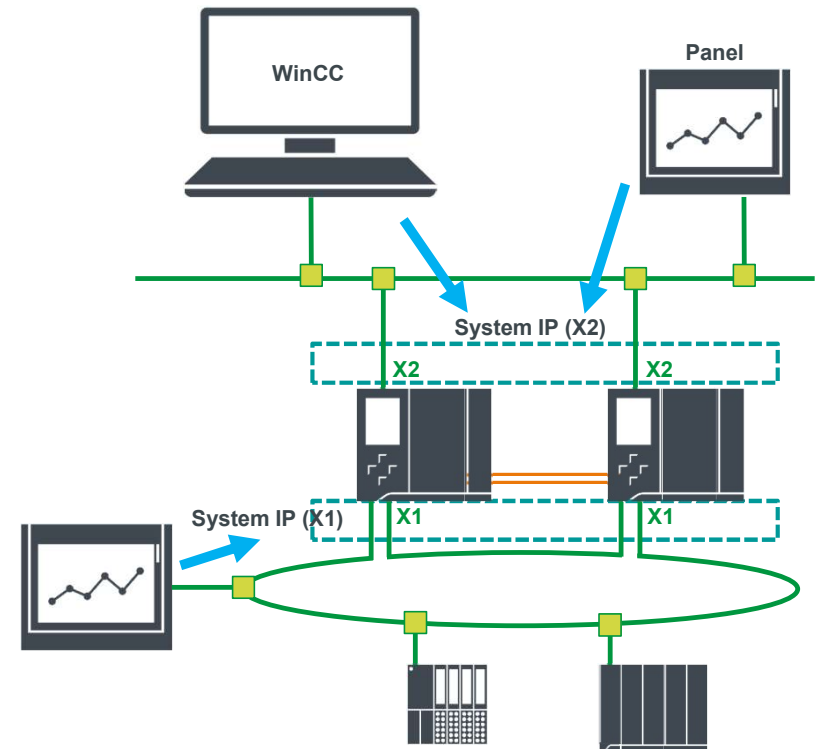 WinCC
Panel
System IP (X2)
X2
X2
System IP (X1)
X1
X1